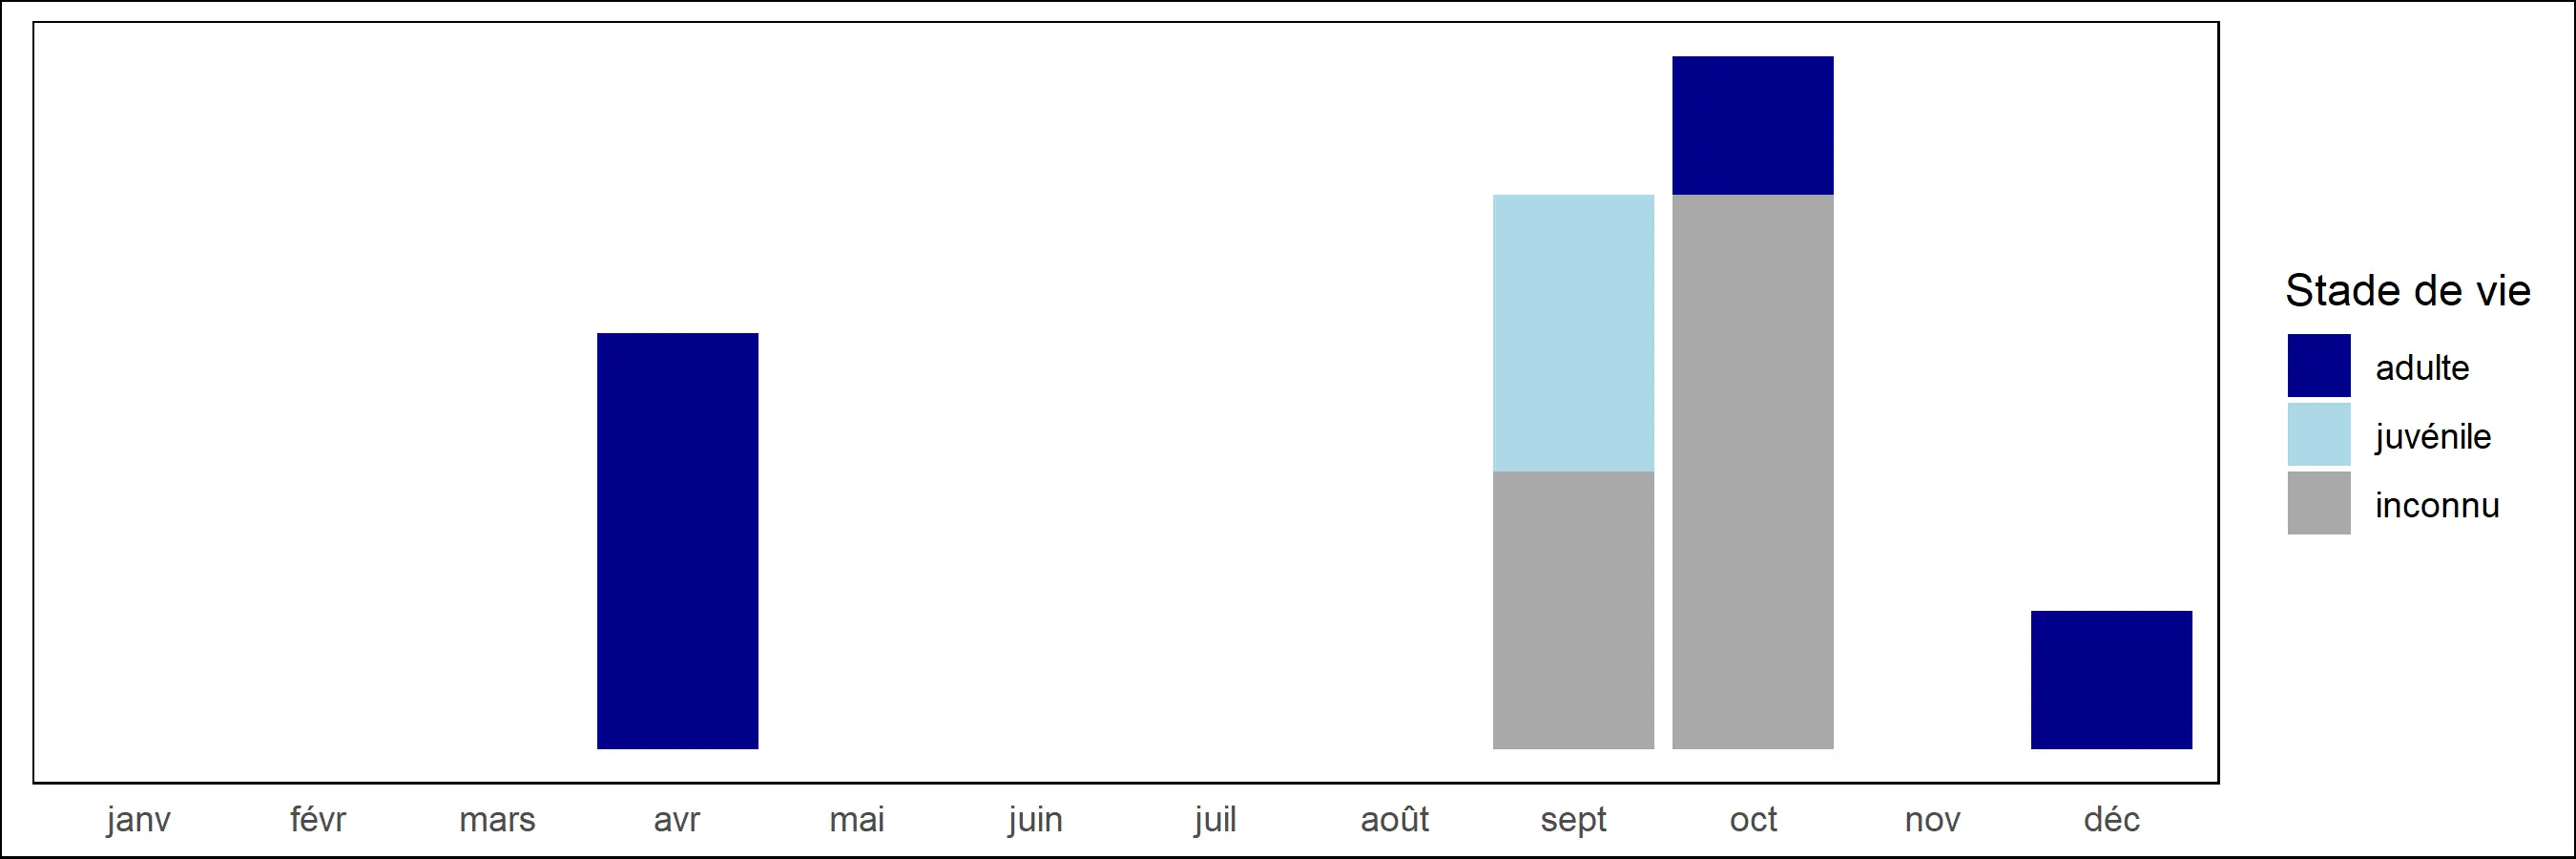 Stade de vie
adulte
juvénile
inconnu
janv févr mars avr mai juin juil août sept oct nov déc